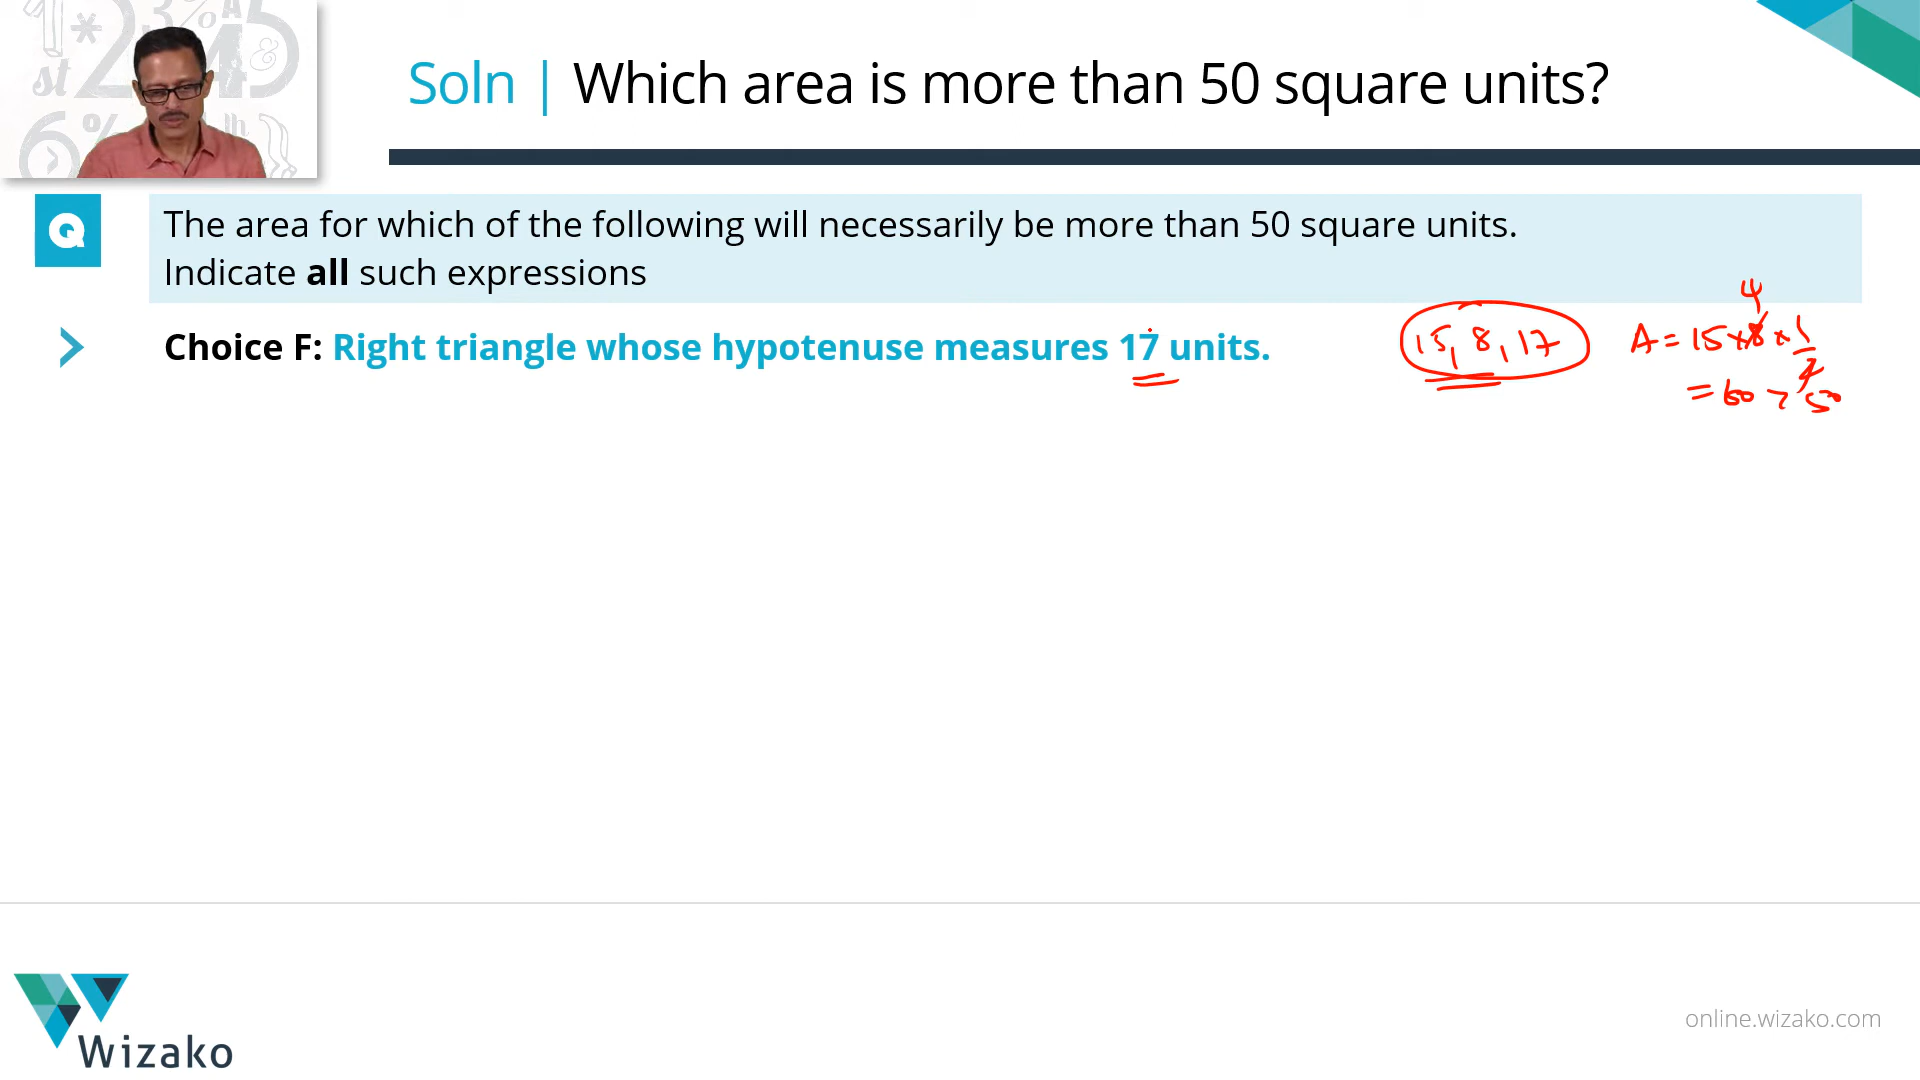 Soln | Which area is more than 50 square units?
Q
The area for which of the following will necessarily be more than 50 square units.
Indicate all such expressions
Choice F: Right triangle whose hypotenuse measures 17 units.
15, 8, 17
4
A = 15 × 8 × 1/2
= 60 > 50
Wizako
online.wizako.com